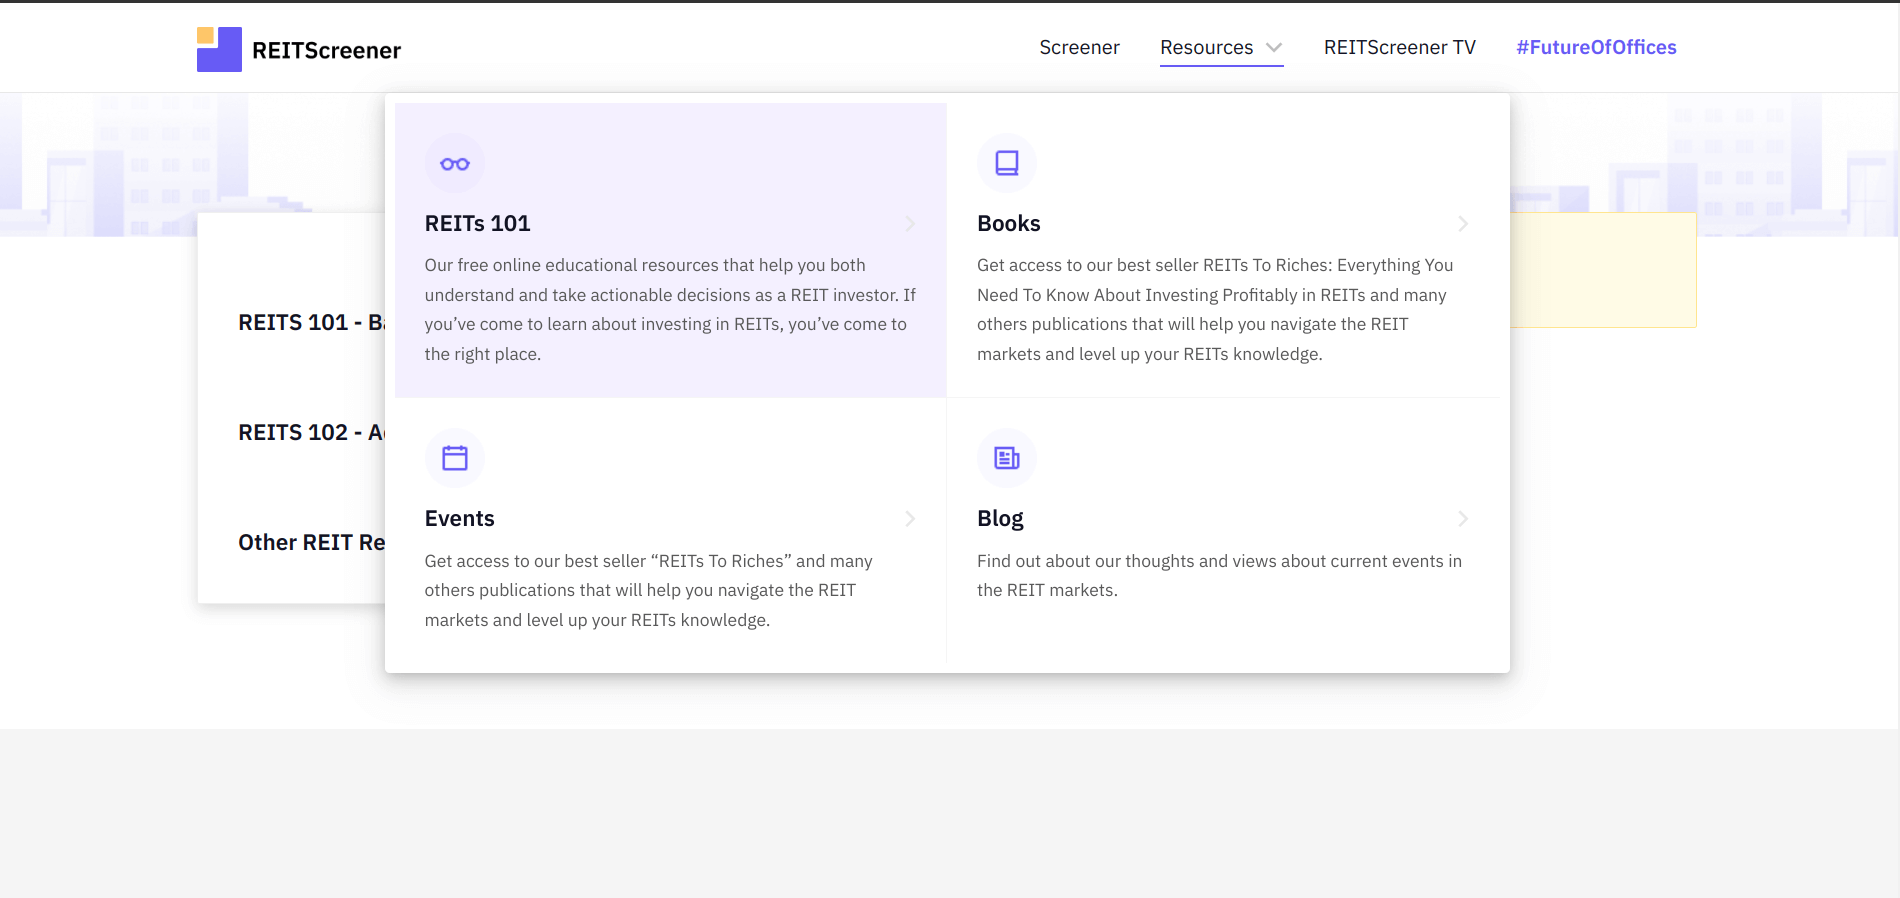 REITScreener
Screener
Resources
REITScreener TV
#FutureOfOffices
REITs 101
Our free online educational resources that help you both
understand and take actionable decisions as a REIT investor. If
you’ve come to learn about investing in REITs, you’ve come to
the right place.
Books
Get access to our best seller REITs To Riches: Everything You
Need To Know About Investing Profitably in REITs and many
others publications that will help you navigate the REIT
markets and level up your REITs knowledge.
Events
Get access to our best seller “REITs To Riches” and many
others publications that will help you navigate the REIT
markets and level up your REITs knowledge.
Blog
Find out about our thoughts and views about current events in
the REIT markets.
REITS 101 -
REITS 102 -
Other REIT